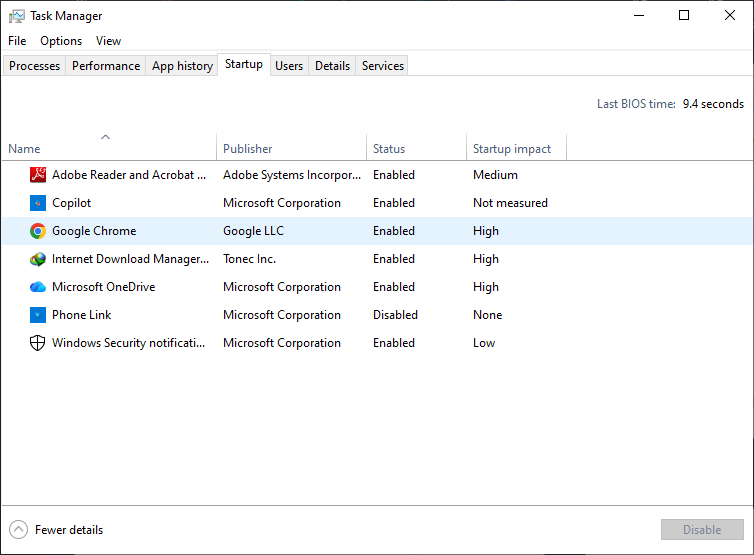 Task Manager
File Options View
Processes Performance App history Startup Users Details Services
Last BIOS time: 9.4 seconds
Name Publisher Status Startup impact
Adobe Reader and Acrobat ... Adobe Systems Incorpor... Enabled Medium
Copilot Microsoft Corporation Enabled Not measured
Google Chrome Google LLC Enabled High
Internet Download Manager... Tonec Inc. Enabled High
Microsoft OneDrive Microsoft Corporation Enabled High
Phone Link Microsoft Corporation Disabled None
Windows Security notificati... Microsoft Corporation Enabled Low
Fewer details Disable